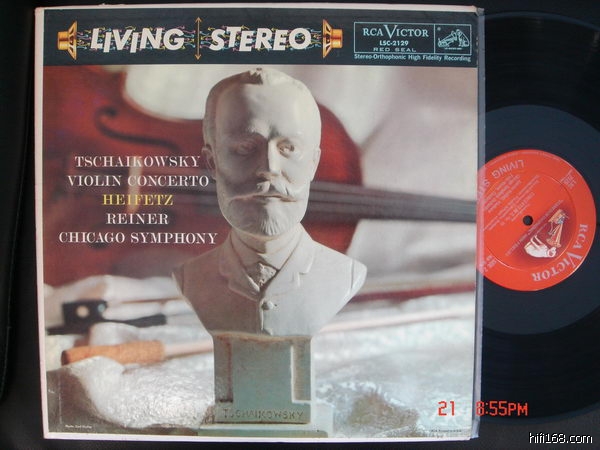 LIVING STEREO
RCA VICTOR
LSC-2129
RED SEAL
Stereo-Orthophonic High Fidelity Recording
TSCHAIKOWSKY
VIOLIN CONCERTO
HEIFETZ
REINER
CHICAGO SYMPHONY
TSCHAIKOWSKY
RCA VICTOR
LIVING
21 8:55PM
hifi168.com